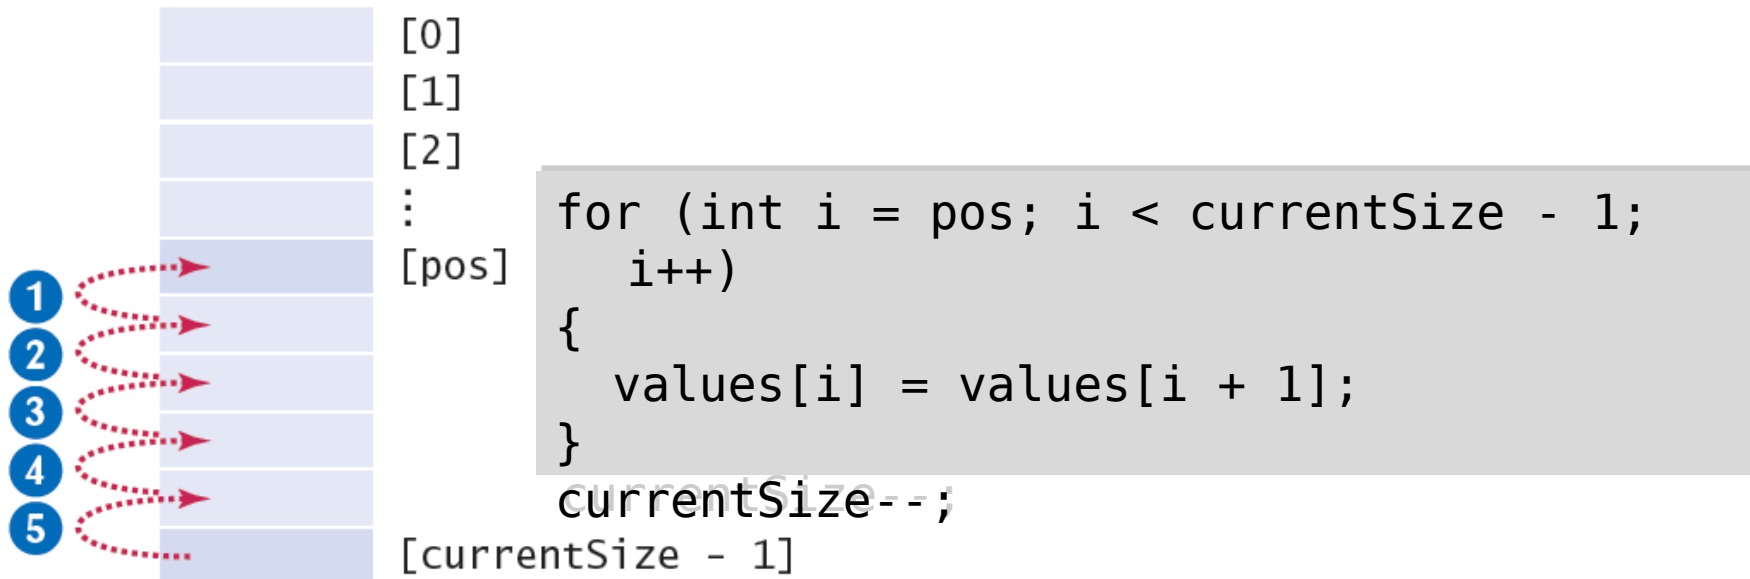 [0]
[1]
[2]
⋮
[pos]
for (int i = pos; i < currentSize - 1;
i++)
{
values[i] = values[i + 1];
}
currentSize--;
[currentSize - 1]
1
2
3
4
5